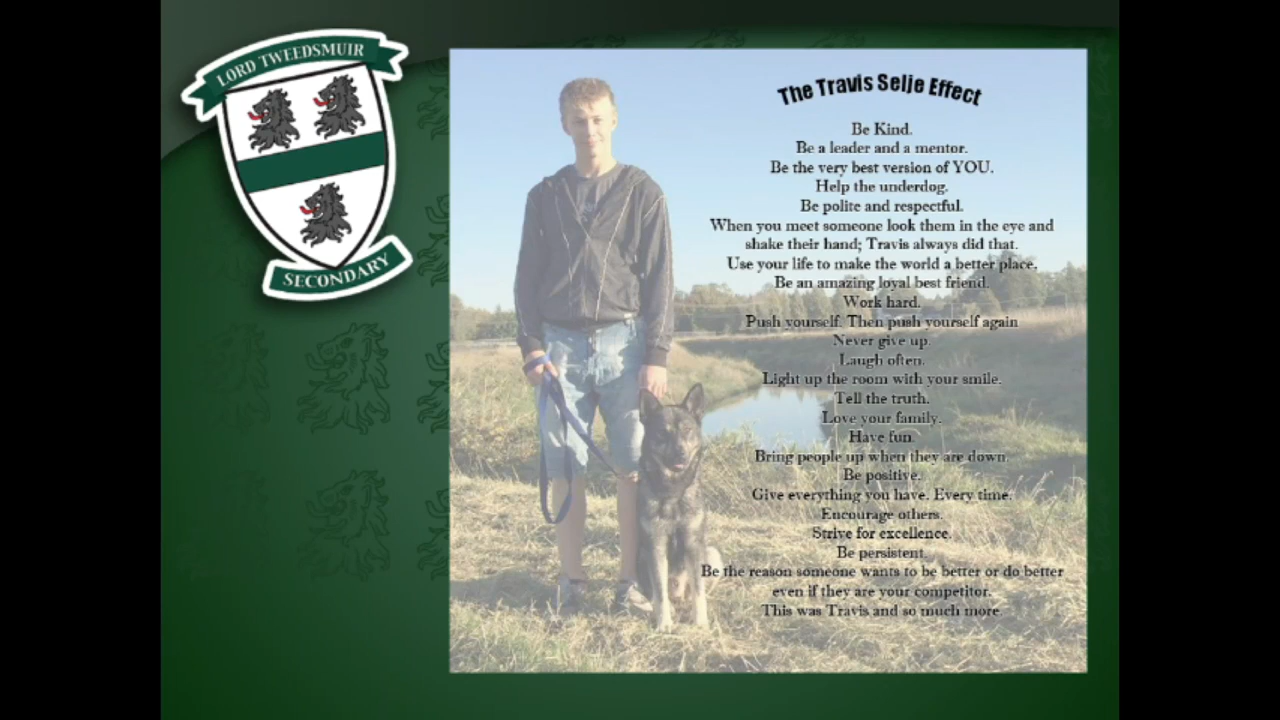 LORD TWEEDSMUIR
SECONDARY
The Travis Selje Effect
Be Kind.
Be a leader and a mentor.
Be the very best version of YOU.
Help the underdog.
Be polite and respectful.
When you meet someone look them in the eye and
shake their hand; Travis always did that.
Use your life to make the world a better place.
Be an amazing loyal best friend.
Work hard.
Push yourself. Then push yourself again
Never give up.
Laugh often.
Light up the room with your smile.
Tell the truth.
Love your family.
Have fun.
Bring people up when they are down.
Be positive.
Give everything you have. Every time.
Encourage others.
Strive for excellence.
Be persistent.
Be the reason someone wants to be better or do better
even if they are your competitor.
This was Travis and so much more.